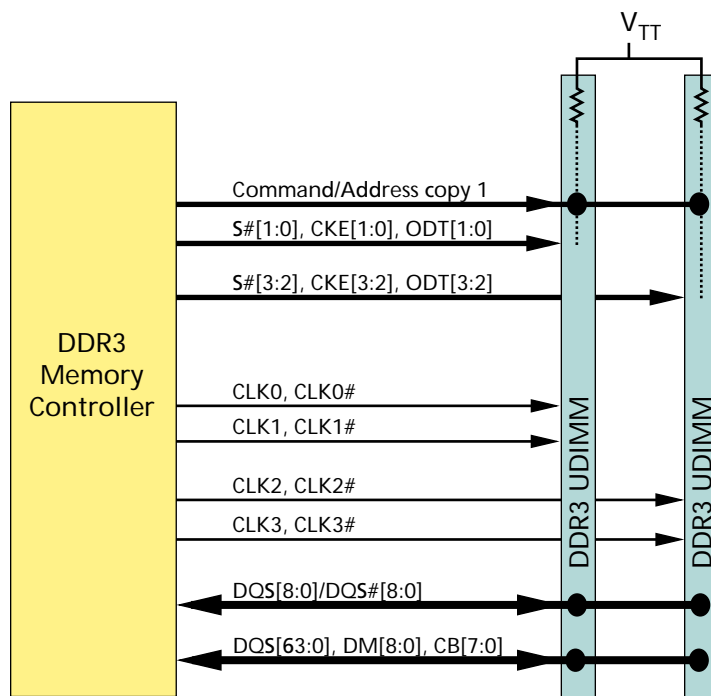 V_TT
Command/Address copy 1
S#[1:0], CKE[1:0], ODT[1:0]
S#[3:2], CKE[3:2], ODT[3:2]
DDR3
Memory
Controller
CLK0, CLK0#
CLK1, CLK1#
CLK2, CLK2#
CLK3, CLK3#
DDR3 UDIMM
DDR3 UDIMM
DQS[8:0]/DQS#[8:0]
DQS[63:0], DM[8:0], CB[7:0]